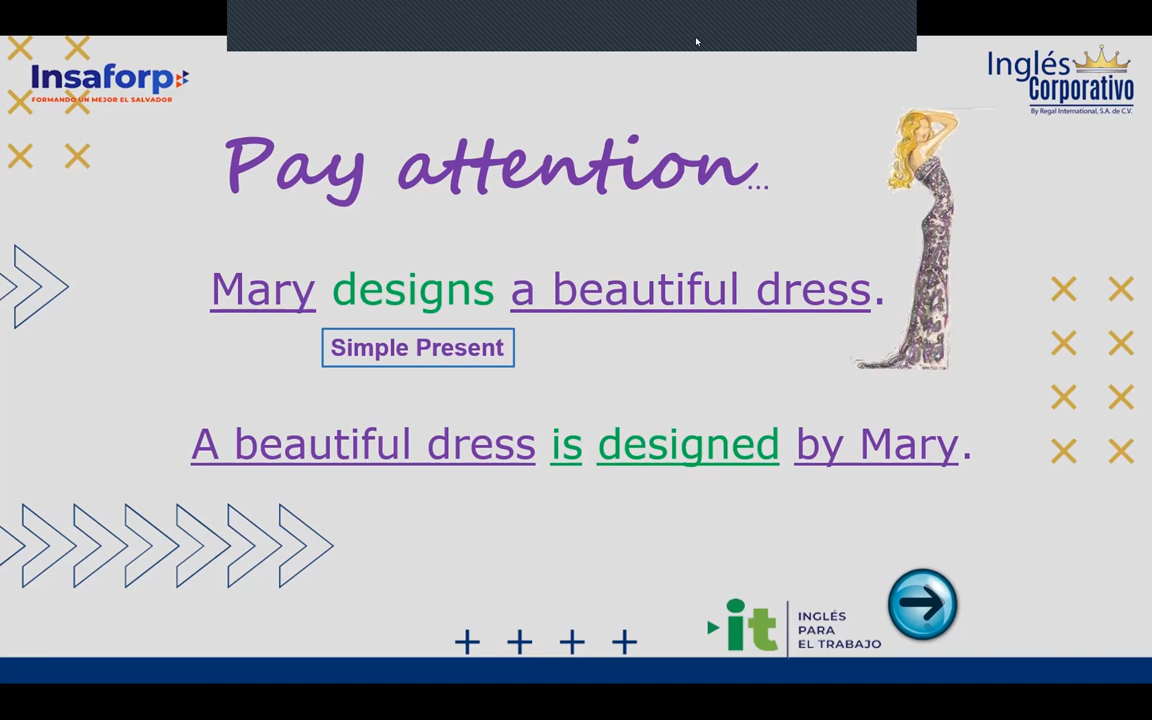 Insaforp
FORMANDO UN MEJOR EL SALVADOR
Inglés
Corporativo
By Regal International, S.A. de C.V.
Pay attention...
Mary designs a beautiful dress.
Simple Present
A beautiful dress is designed by Mary.
it
INGLÉS
PARA
EL TRABAJO